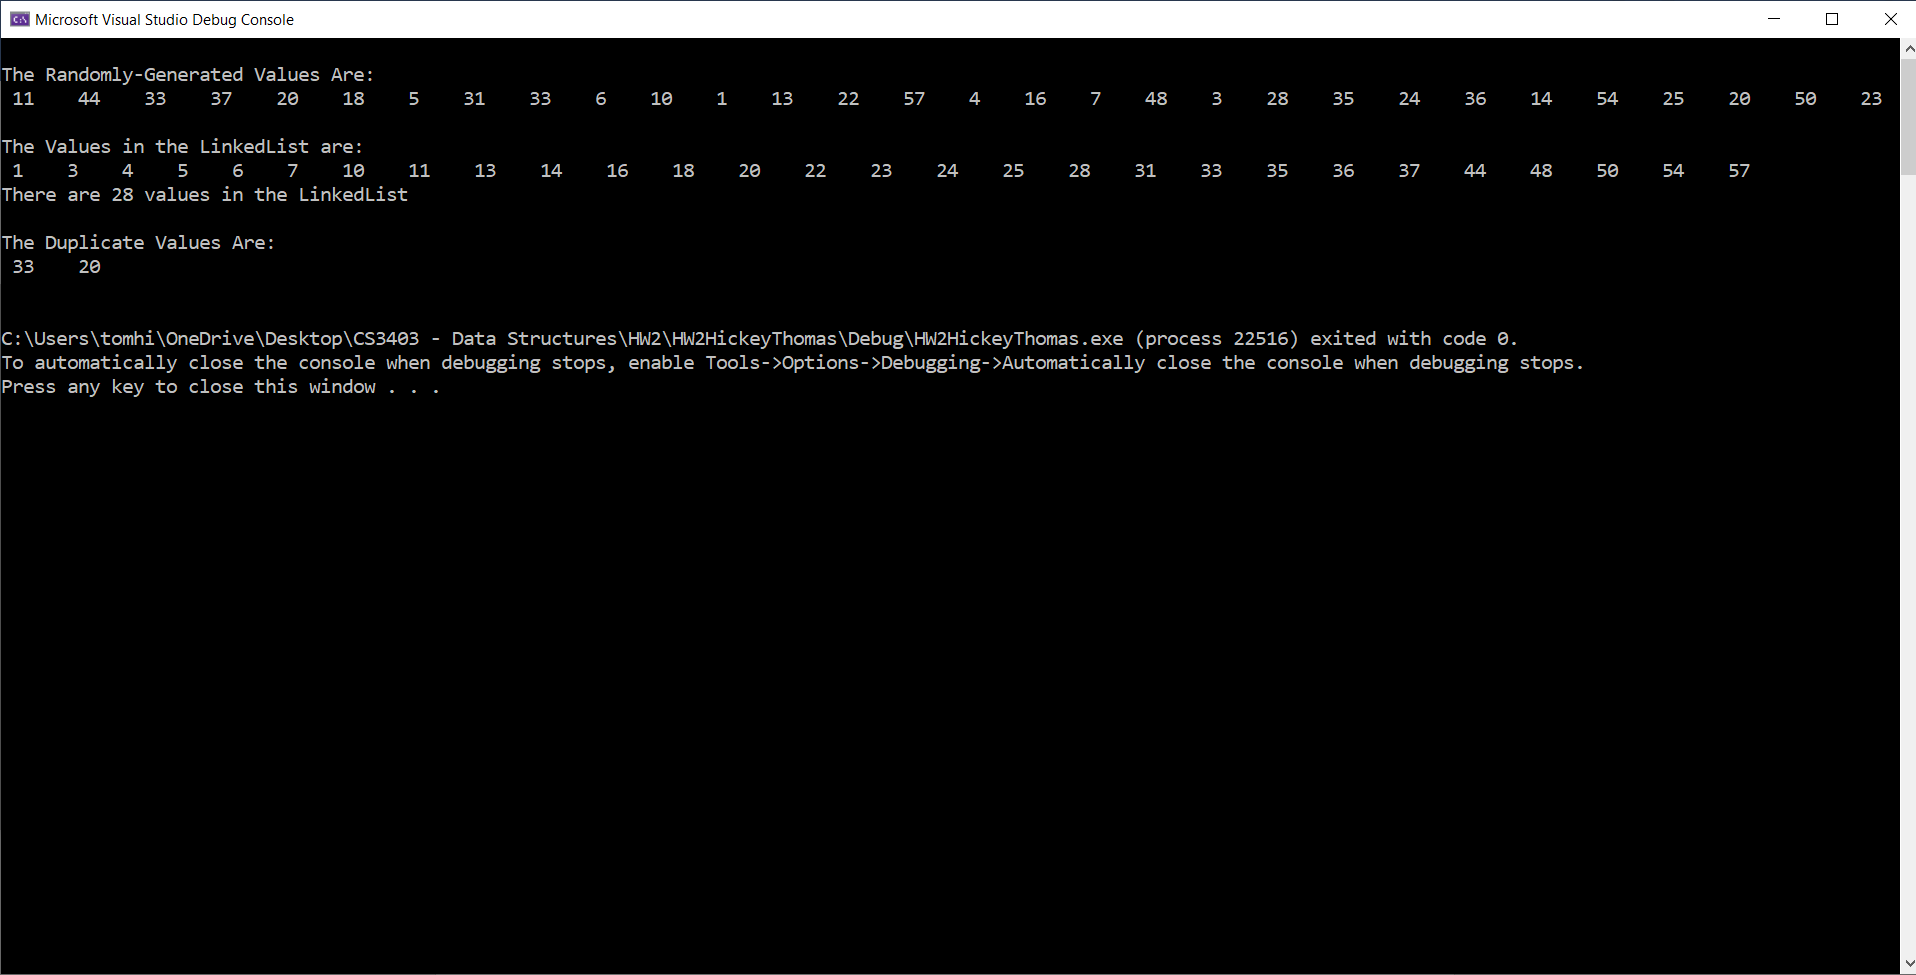 Microsoft Visual Studio Debug Console
The Randomly-Generated Values Are:
11 44 33 37 20 18 5 31 33 6 10 1 13 22 57 4 16 7 48 3 28 35 24 36 14 54 25 20 50 23
The Values in the LinkedList are:
1 3 4 5 6 7 10 11 13 14 16 18 20 22 23 24 25 28 31 33 35 36 37 44 48 50 54 57
There are 28 values in the LinkedList
The Duplicate Values Are:
33 20
C:\Users\tomhi\OneDrive\Desktop\CS3403 - Data Structures\HW2\HW2HickeyThomas\Debug\HW2HickeyThomas.exe (process 22516) exited with code 0.
To automatically close the console when debugging stops, enable Tools->Options->Debugging->Automatically close the console when debugging stops.
Press any key to close this window . . .